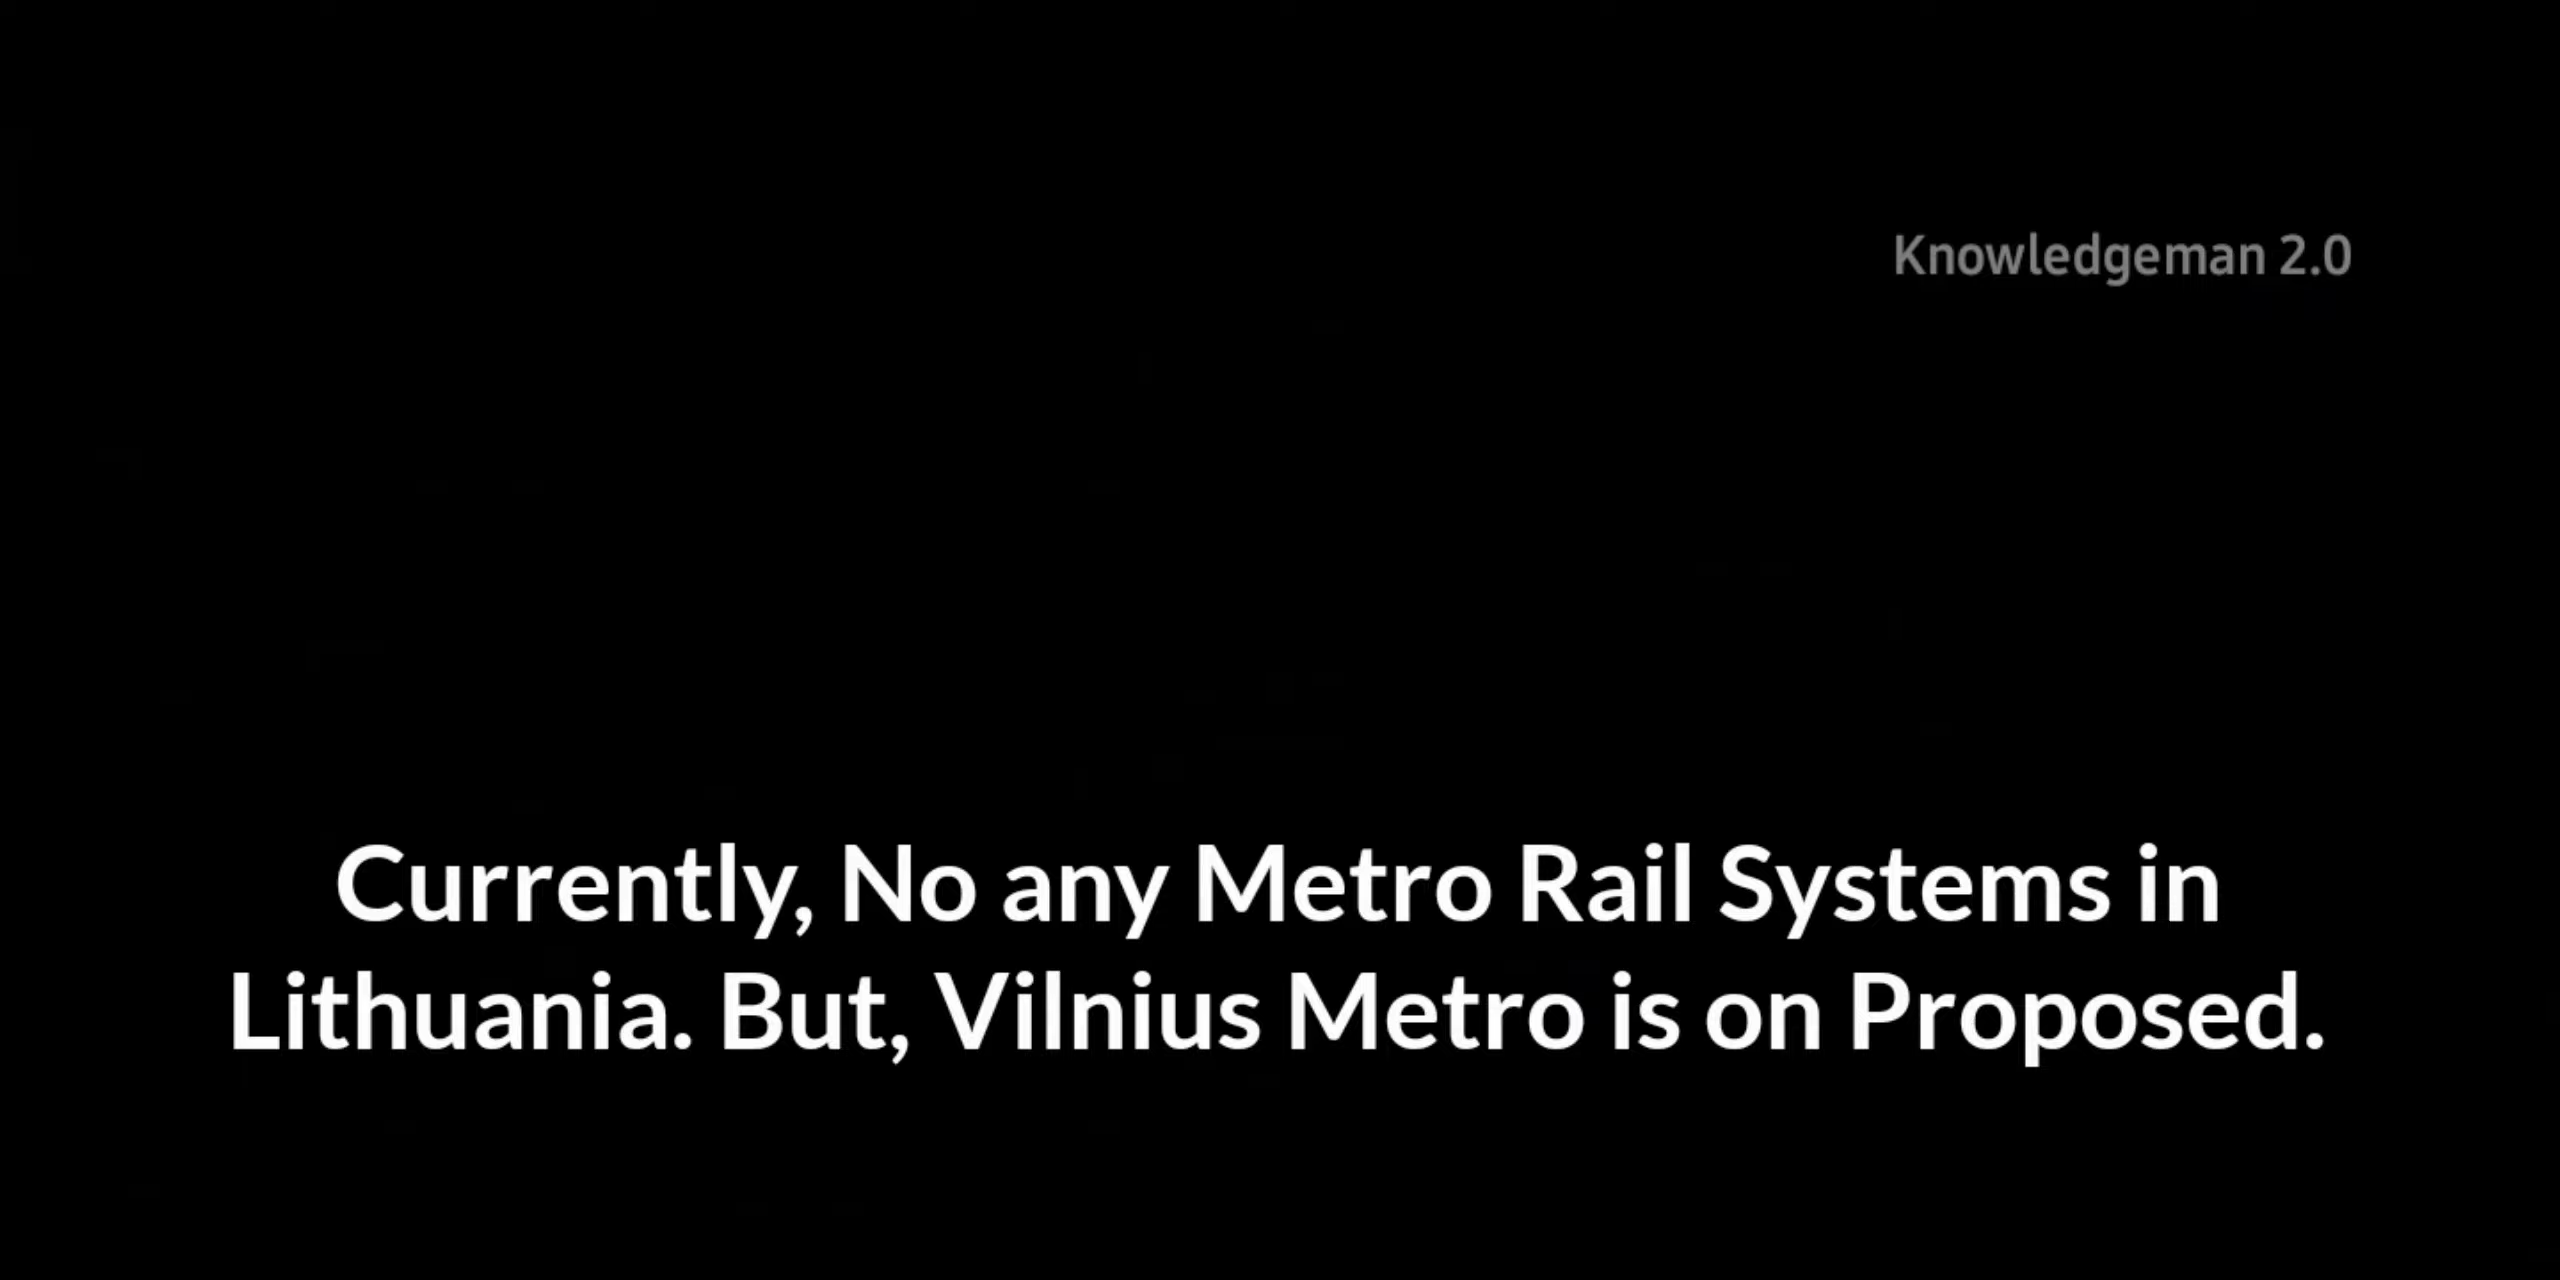 Knowledgeman 2.0
Currently, No any Metro Rail Systems in
Lithuania. But, Vilnius Metro is on Proposed.